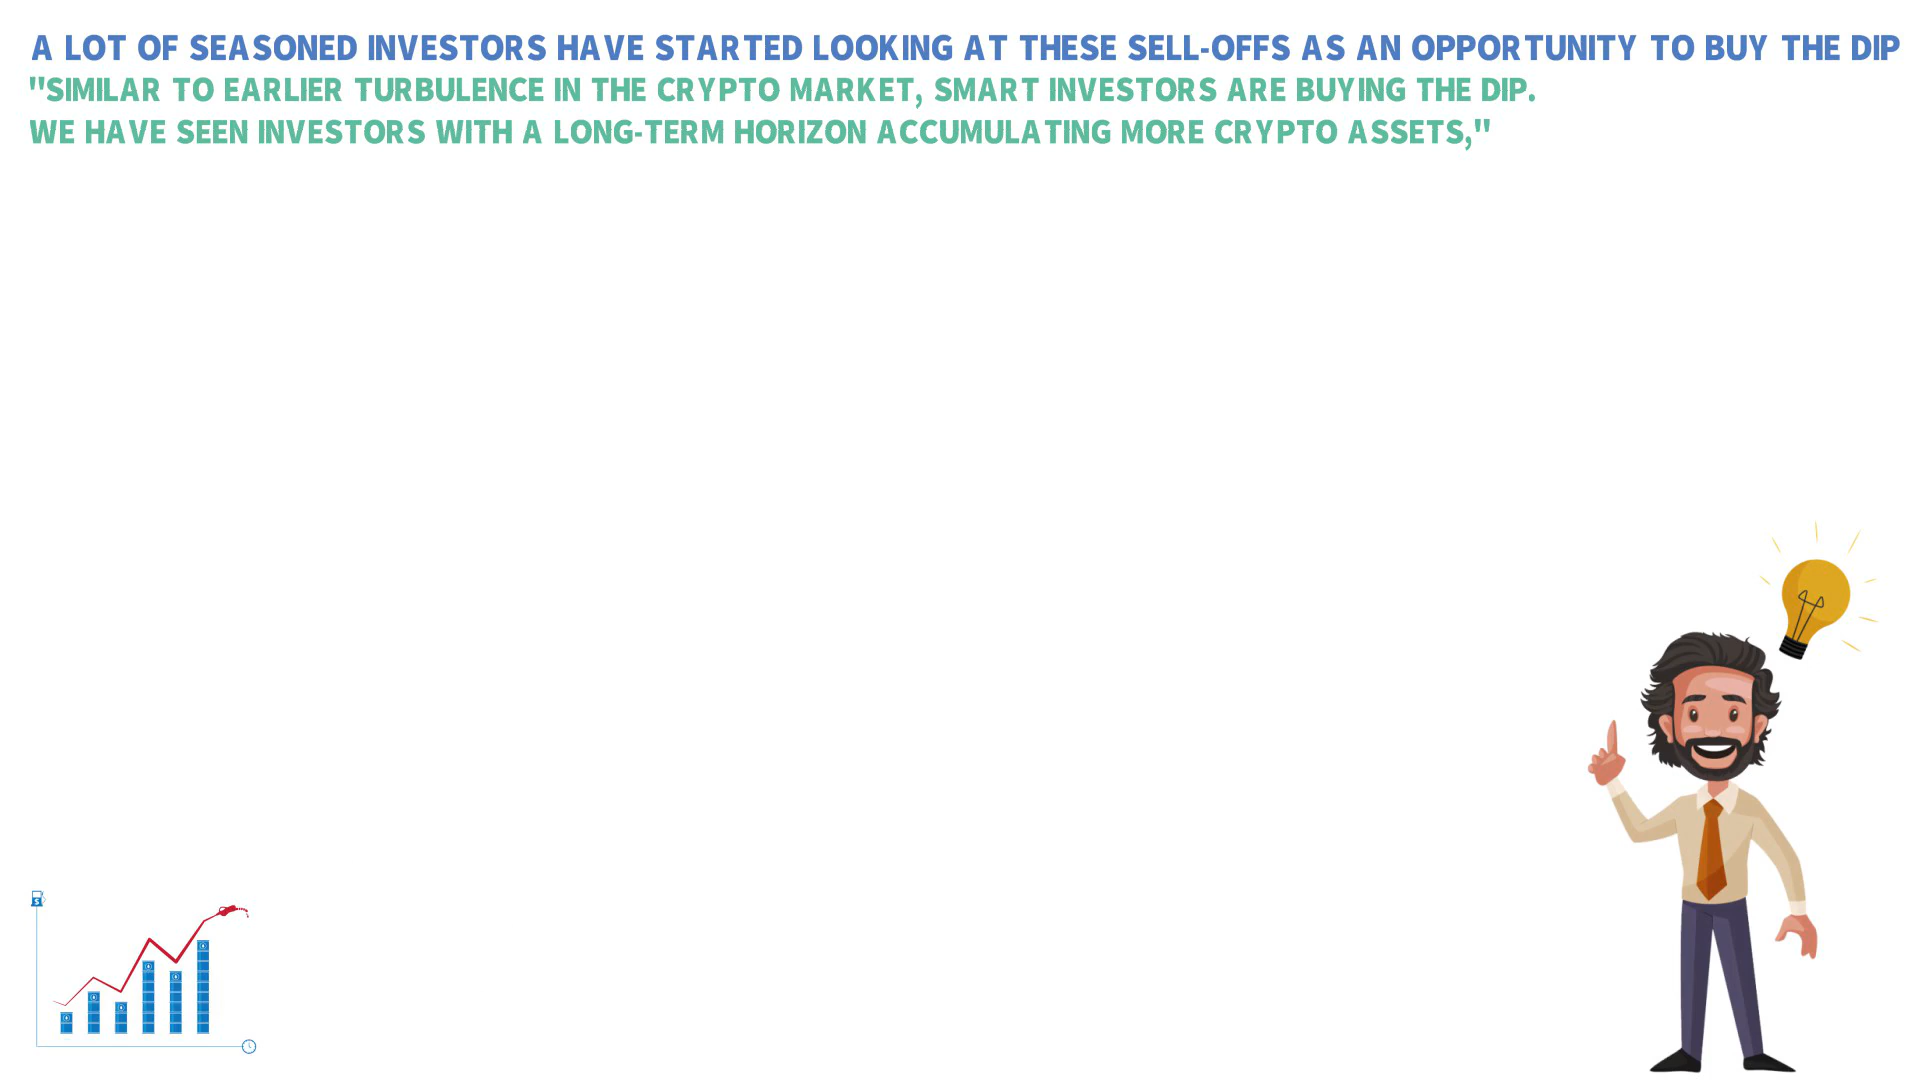 A LOT OF SEASONED INVESTORS HAVE STARTED LOOKING AT THESE SELL-OFFS AS AN OPPORTUNITY TO BUY THE DIP
"SIMILAR TO EARLIER TURBULENCE IN THE CRYPTO MARKET, SMART INVESTORS ARE BUYING THE DIP.
WE HAVE SEEN INVESTORS WITH A LONG-TERM HORIZON ACCUMULATING MORE CRYPTO ASSETS,"
$